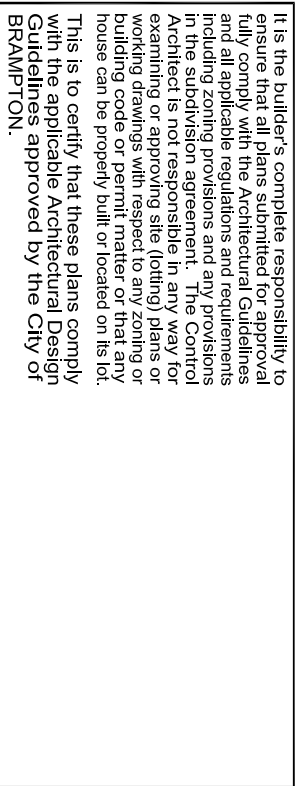 It is the builder's complete responsibility to
ensure that all plans submitted for approval
fully comply with the Architectural Guidelines
and all applicable regulations and requirements
including zoning provisions and any provisions
in the subdivision agreement. The Control
Architect is not responsible in any way for
examining or approving site (lotting) plans or
working drawings with respect to any zoning or
building code or permit matter or that any
house can be properly built or located on its lot.
This is to certify that these plans comply
with the applicable Architectural Design
Guidelines approved by the City of
BRAMPTON.